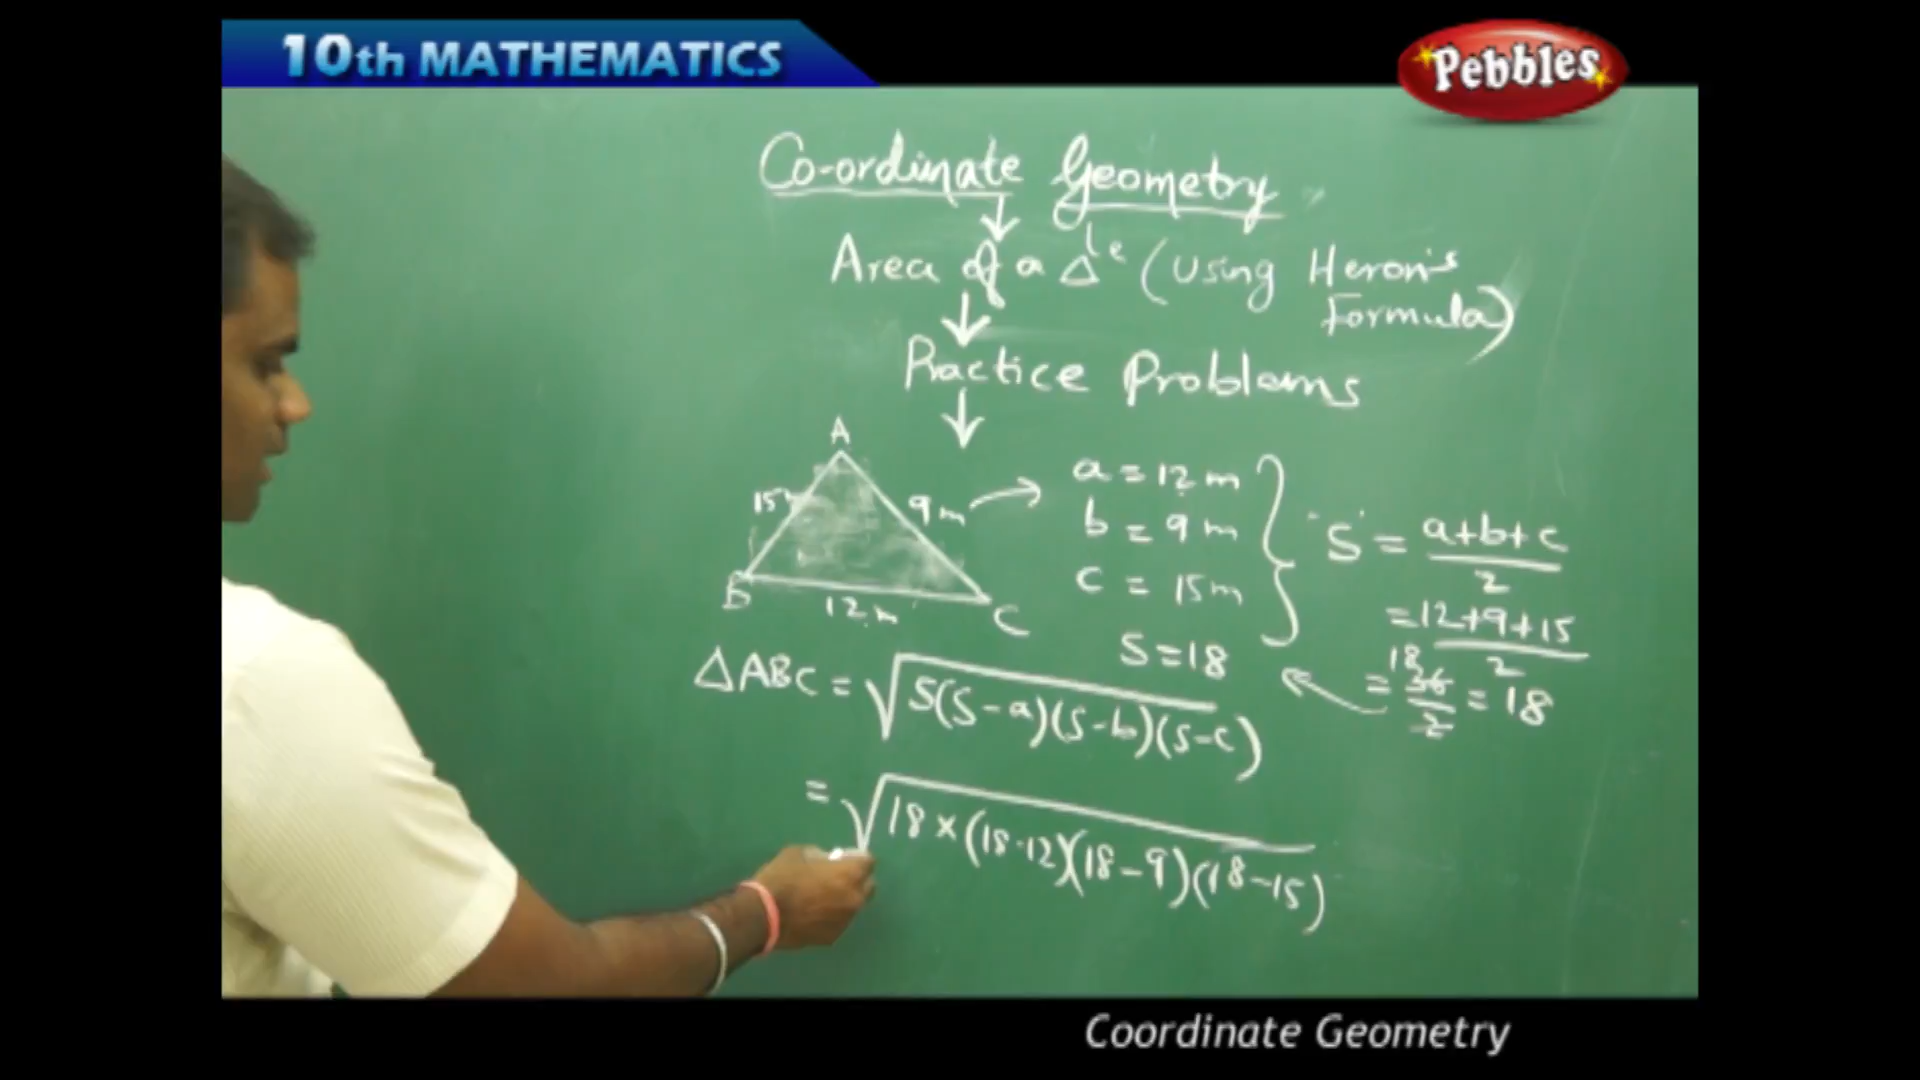 10th MATHEMATICS
Pebbles
Co-ordinate Geometry
Area of a Δle (Using Heron's
Formula)
Practice Problems
A
15m
9m
B
12m
C
a = 12 m
b = 9 m
c = 15m
S = 18
'S' = a+b+c
2
= 12+9+15
2
18
= 36/2 = 18
ΔABC = √S(S-a)(S-b)(S-c)
= √18×(18-12)(18-9)(18-15)
Coordinate Geometry